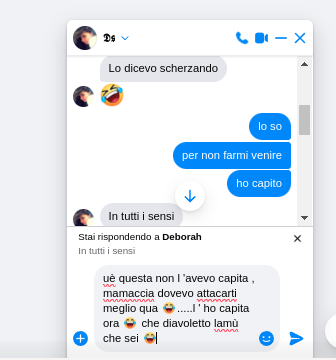 𝕯𝖘
Lo dicevo scherzando
🤣
lo so
per non farmi venire
ho capito
In tutti i sensi
Stai rispondendo a Deborah
In tutti i sensi
uè questa non l 'avevo capita ,
mamaccia dovevo attacarti
meglio qua 😂.....l ' ho capita
ora 😂 che diavoletto lamù
che sei 😂